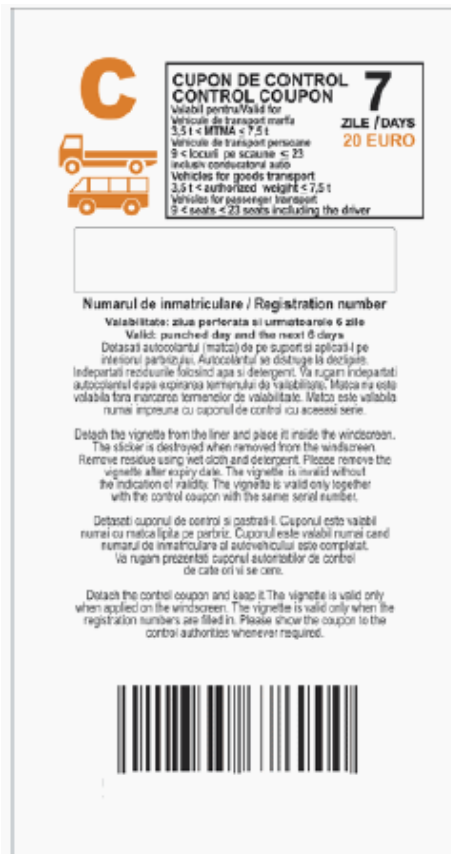 C
CUPON DE CONTROL
CONTROL COUPON
7
ZILE / DAYS
20 EURO
Valabil pentru/Valid for
Vehicule de transport marfa
3,5 t < MTMA ≤ 7,5 t
Vehicule de transport persoane
9 < locuri pe scaune ≤ 23
inclusiv conducatorul auto
Vehicles for goods transport
3,5 t < authorized weight < 7,5 t
Vehicles for passenger transport
9 < seats < 23 seats including the driver
Numarul de inmatriculare / Registration number
Valabilitate: ziua perforata si urmatoarele 6 zile
Valid: punched day and the next 6 days
Detasati autocolantul (matca) de pe suport si aplicati-l pe
interiorul parbrizului. Autocolantul se distruge la dezlipire.
Indepartati reziduurile folosind apa si detergent. Va rugam indepartati
autocolantul dupa expirarea termenului de valabilitate. Matca nu este
valabila fara marcarea termenelor de valabilitate. Matca este valabila
numai impreuna cu cuponul de control cu aceeasi serie.
Detach the vignette from the liner and place it inside the windscreen.
The sticker is destroyed when removed from the windscreen.
Remove residue using wet cloth and detergent. Please remove the
vignette after expiry date. The vignette is invalid without
the indication of validity. The vignette is valid only together
with the control coupon with the same serial number.
Detasati cuponul de control si pastrati-l. Cuponul este valabil
numai cu matca lipita pe parbriz. Cuponul este valabil numai cand
numarul de inmatriculare al autovehiculului este completat.
Va rugam prezentati cuponul autoritatilor de control
de cate ori vi se cere.
Detach the control coupon and keep it. The vignette is valid only
when applied on the windscreen. The vignette is valid only when the
registration numbers are filled in. Please show the coupon to the
control authorities whenever required.